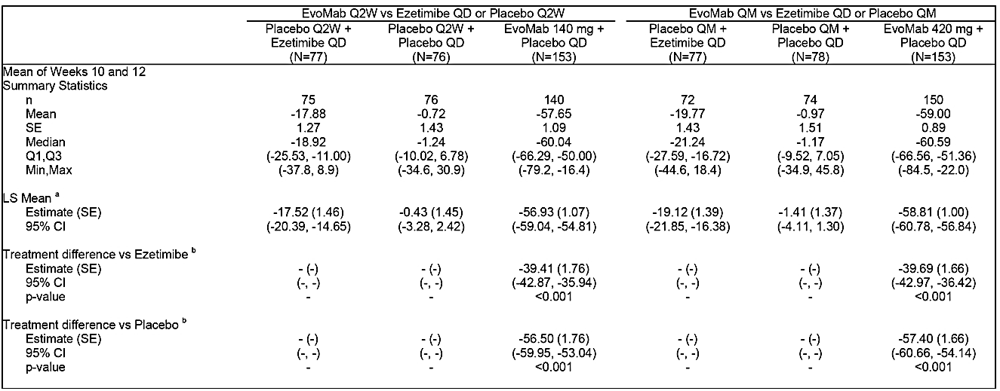 EvoMab Q2W vs Ezetimibe QD or Placebo Q2W EvoMab QM vs Ezetimibe QD or Placebo QM
Placebo Q2W + Placebo Q2W + EvoMab 140 mg + Placebo QM + Placebo QM + EvoMab 420 mg +
Ezetimibe QD Placebo QD Placebo QD Ezetimibe QD Placebo QD Placebo QD
(N=77) (N=76) (N=153) (N=77) (N=78) (N=153)
Mean of Weeks 10 and 12
Summary Statistics
n 75 76 140 72 74 150
Mean -17.88 -0.72 -57.65 -19.77 -0.97 -59.00
SE 1.27 1.43 1.09 1.43 1.51 0.89
Median -18.92 -1.24 -60.04 -21.24 -1.17 -60.59
Q1,Q3 (-25.53, -11.00) (-10.02, 6.78) (-66.29, -50.00) (-27.59, -16.72) (-9.52, 7.05) (-66.56, -51.36)
Min,Max (-37.8, 8.9) (-34.6, 30.9) (-79.2, -16.4) (-44.6, 18.4) (-34.9, 45.8) (-84.5, -22.0)
LS Mean a
Estimate (SE) -17.52 (1.46) -0.43 (1.45) -56.93 (1.07) -19.12 (1.39) -1.41 (1.37) -58.81 (1.00)
95% CI (-20.39, -14.65) (-3.28, 2.42) (-59.04, -54.81) (-21.85, -16.38) (-4.11, 1.30) (-60.78, -56.84)
Treatment difference vs Ezetimibe b
Estimate (SE) - (-) - (-) -39.41 (1.76) - (-) - (-) -39.69 (1.66)
95% CI (-, -) (-, -) (-42.87, -35.94) (-, -) (-, -) (-42.97, -36.42)
p-value - - <0.001 - - <0.001
Treatment difference vs Placebo b
Estimate (SE) - (-) - (-) -56.50 (1.76) - (-) - (-) -57.40 (1.66)
95% CI (-, -) (-, -) (-59.95, -53.04) (-, -) (-, -) (-60.66, -54.14)
p-value - - <0.001 - - <0.001